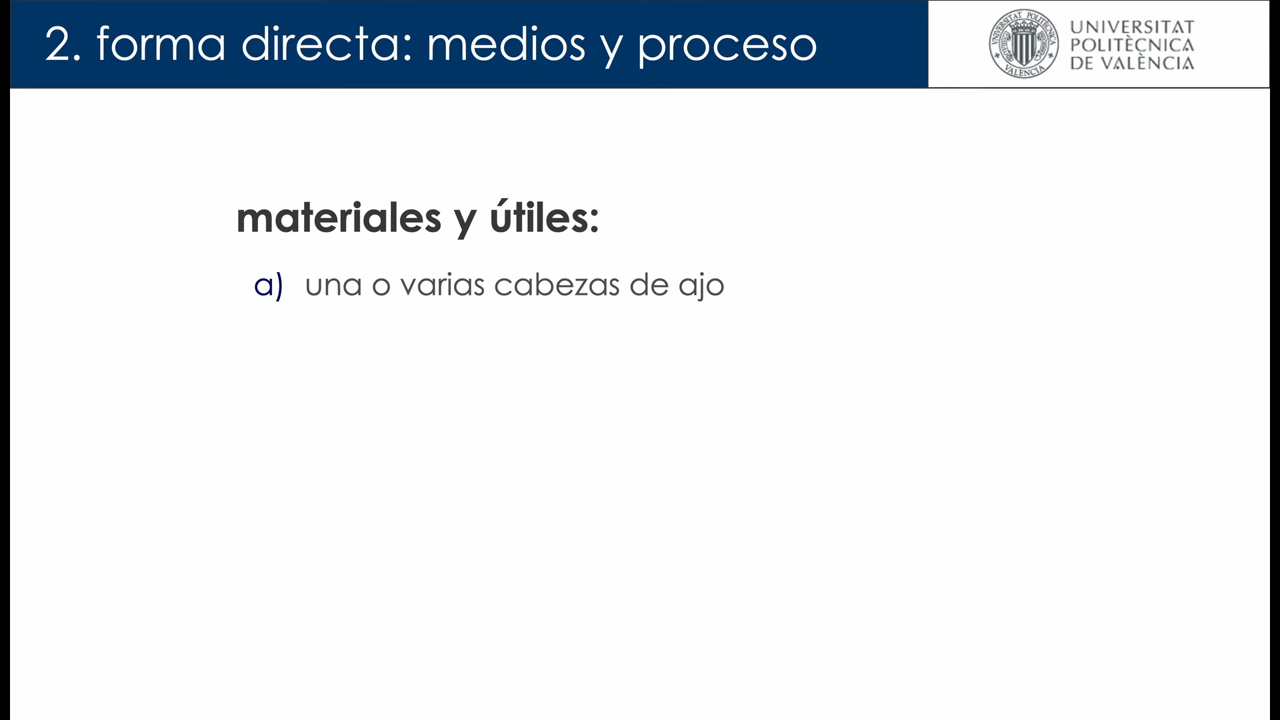 2. forma directa: medios y proceso
UNIVERSITAT
POLITÈCNICA
DE VALÈNCIA
materiales y útiles:
a) una o varias cabezas de ajo